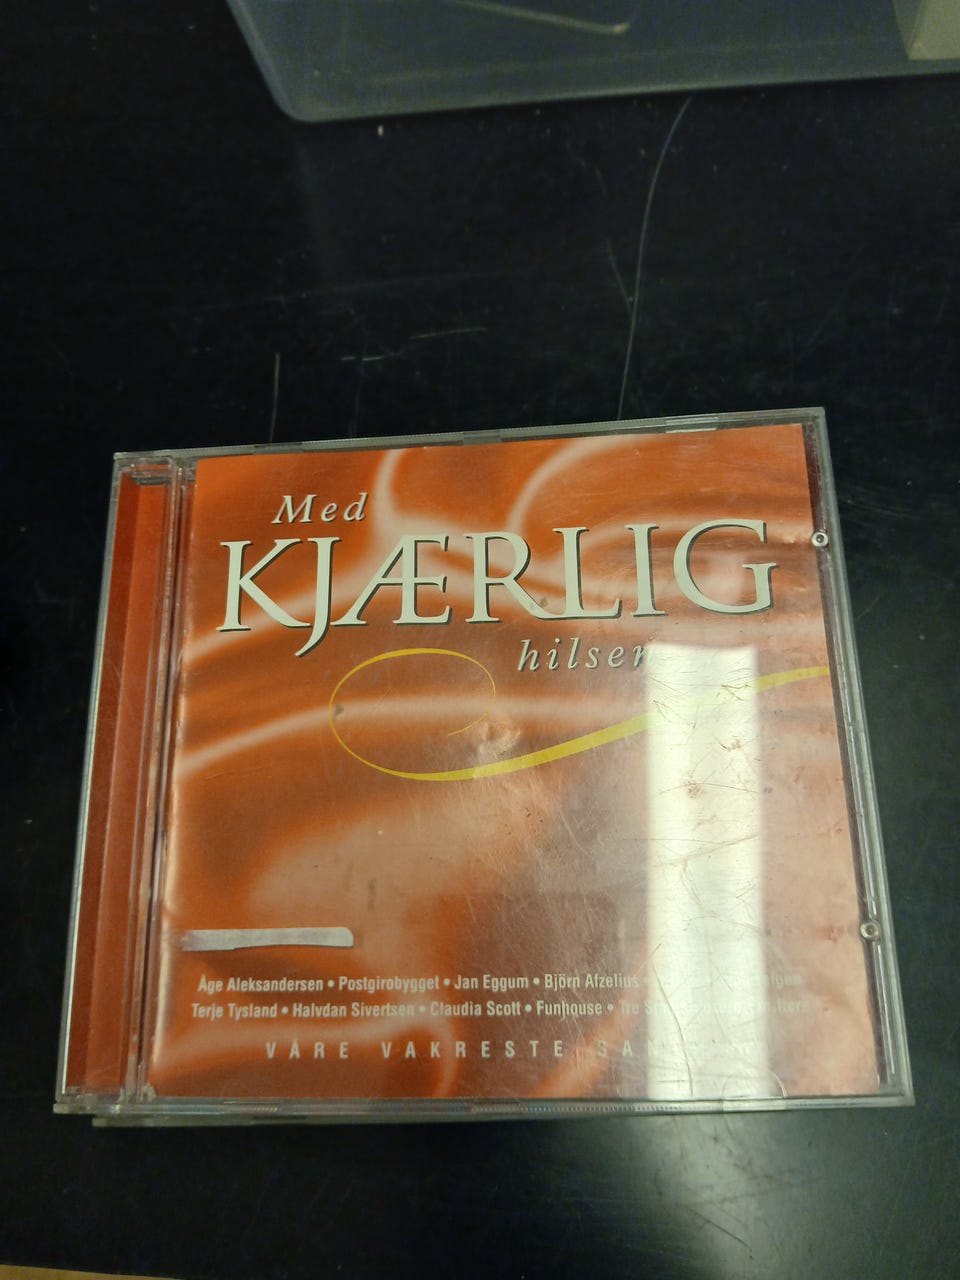 Med
KJÆRLIG
hilsen
Åge Aleksandersen • Postgirobygget • Jan Eggum • Björn Afzelius
Terje Tysland • Halvdan Sivertsen • Claudia Scott • Funhouse • Tre
VÅRE VAKRESTE